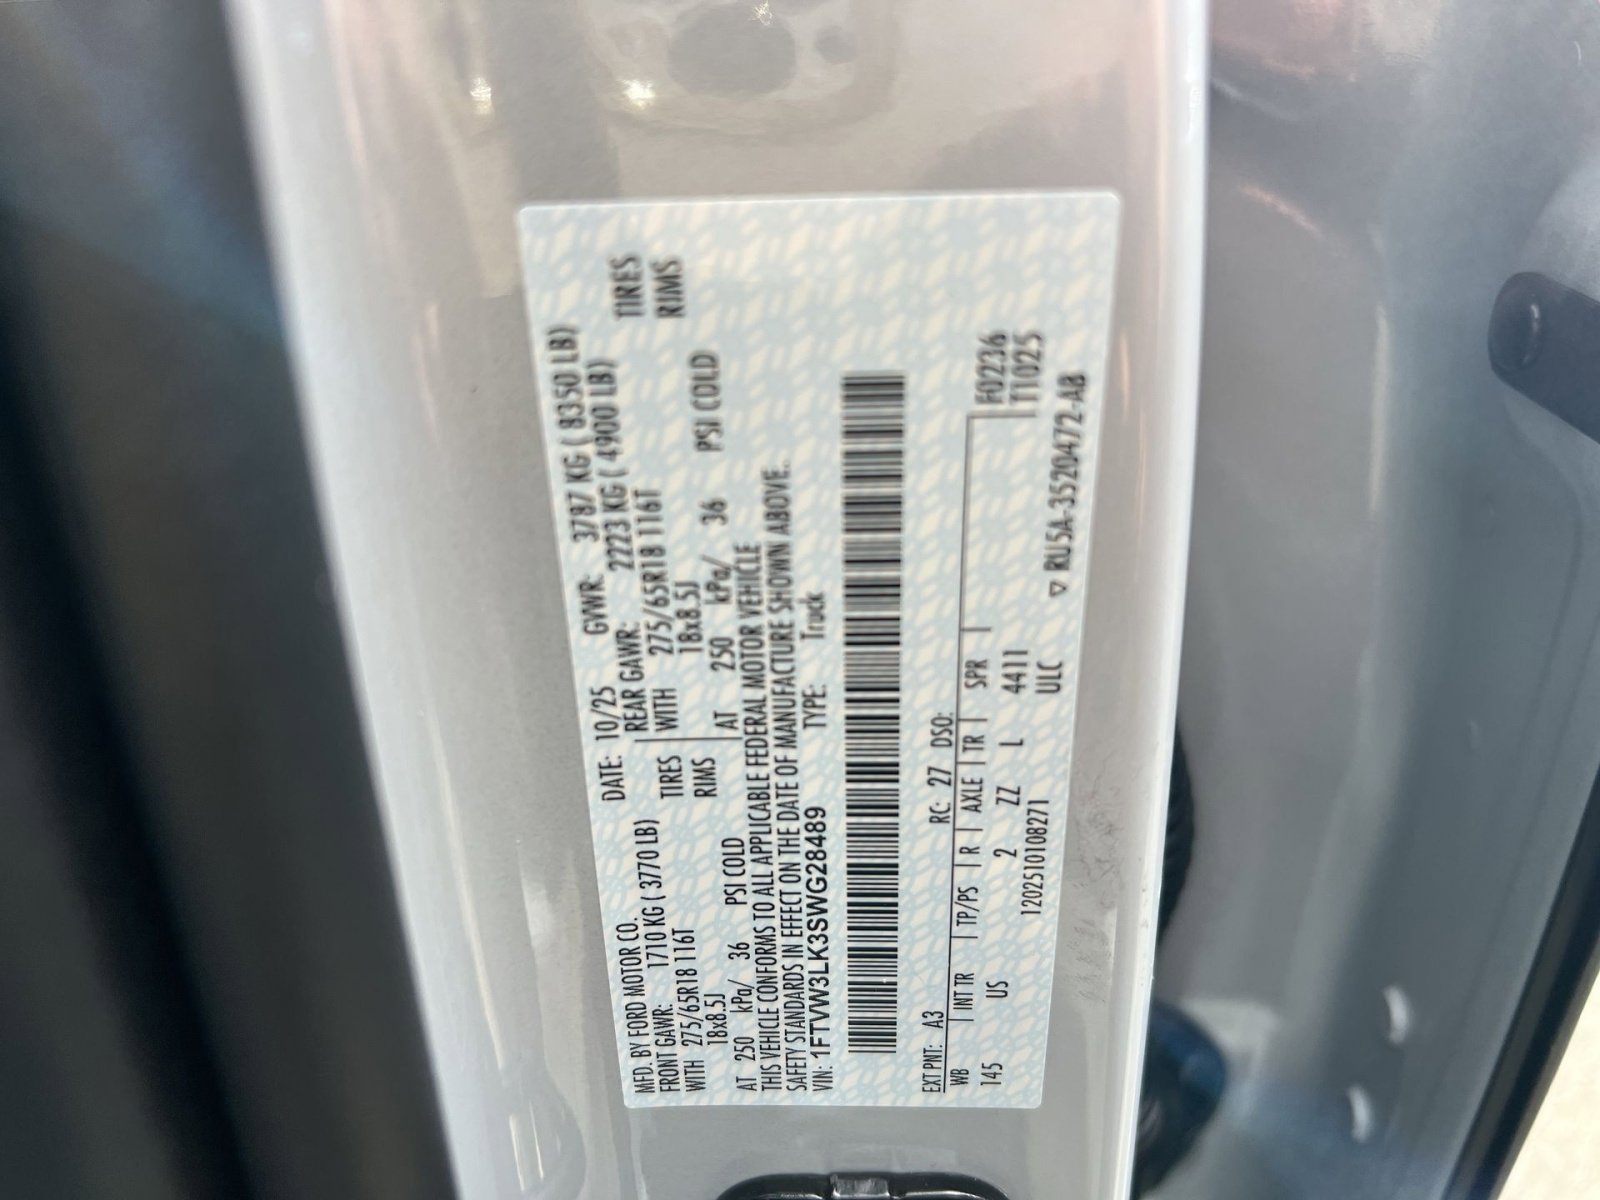 MFD. BY FORD MOTOR CO. DATE: 10/25 GVWR: 3787 KG ( 8350 LB)
FRONT GAWR: 1710 KG ( 3770 LB) REAR GAWR: 2223 KG ( 4900 LB)
WITH 275/65R18 116T TIRES WITH 275/65R18 116T TIRES
18x8.5J RIMS 18x8.5J RIMS
AT 250 kPa/ 36 PSI COLD AT 250 kPa/ 36 PSI COLD
THIS VEHICLE CONFORMS TO ALL APPLICABLE FEDERAL MOTOR VEHICLE
SAFETY STANDARDS IN EFFECT ON THE DATE OF MANUFACTURE SHOWN ABOVE.
VIN: 1FTVW3LK3SWG28489 TYPE: Truck
EXT PNT: A3 RC: 27 DSO:
WB | INT TR | TP/PS | R | AXLE | TR | SPR | F0236
145 US 2 ZZ L 4411 T1025
1202510108271 ULC ▽ RU5A-3520472-AB